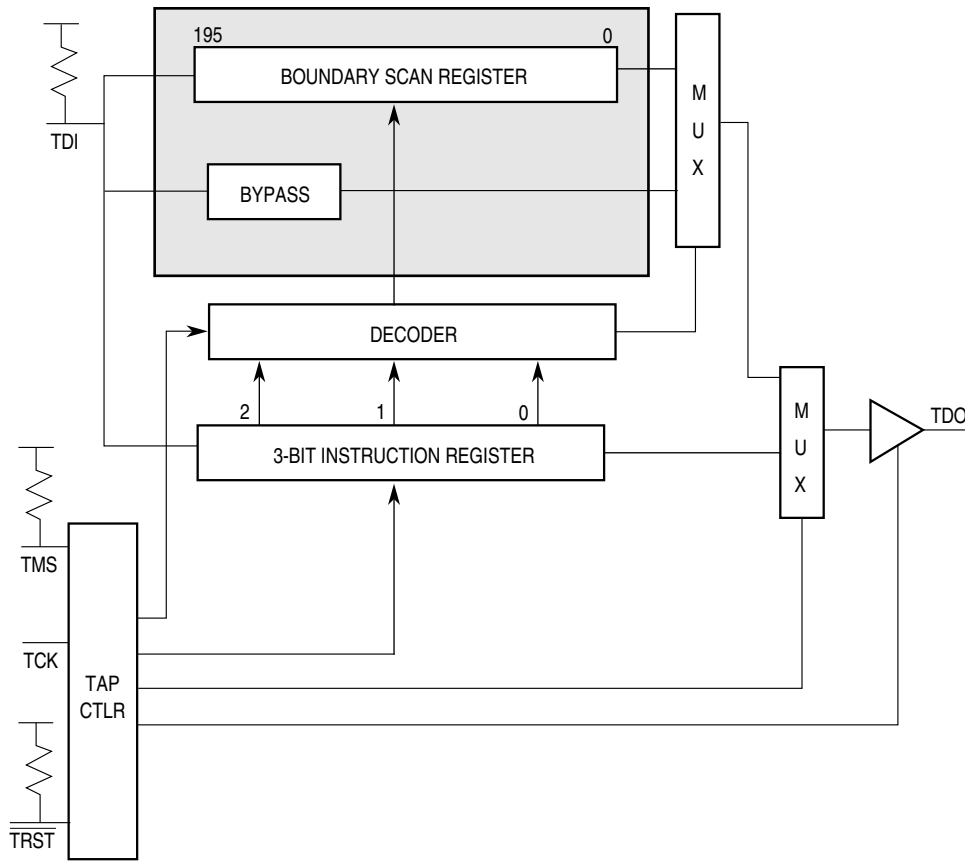 195
0
BOUNDARY SCAN REGISTER
M
U
X
TDI
BYPASS
DECODER
2
1
0
3-BIT INSTRUCTION REGISTER
M
U
X
TDO
TMS
TCK
TAP
CTLR
TRST